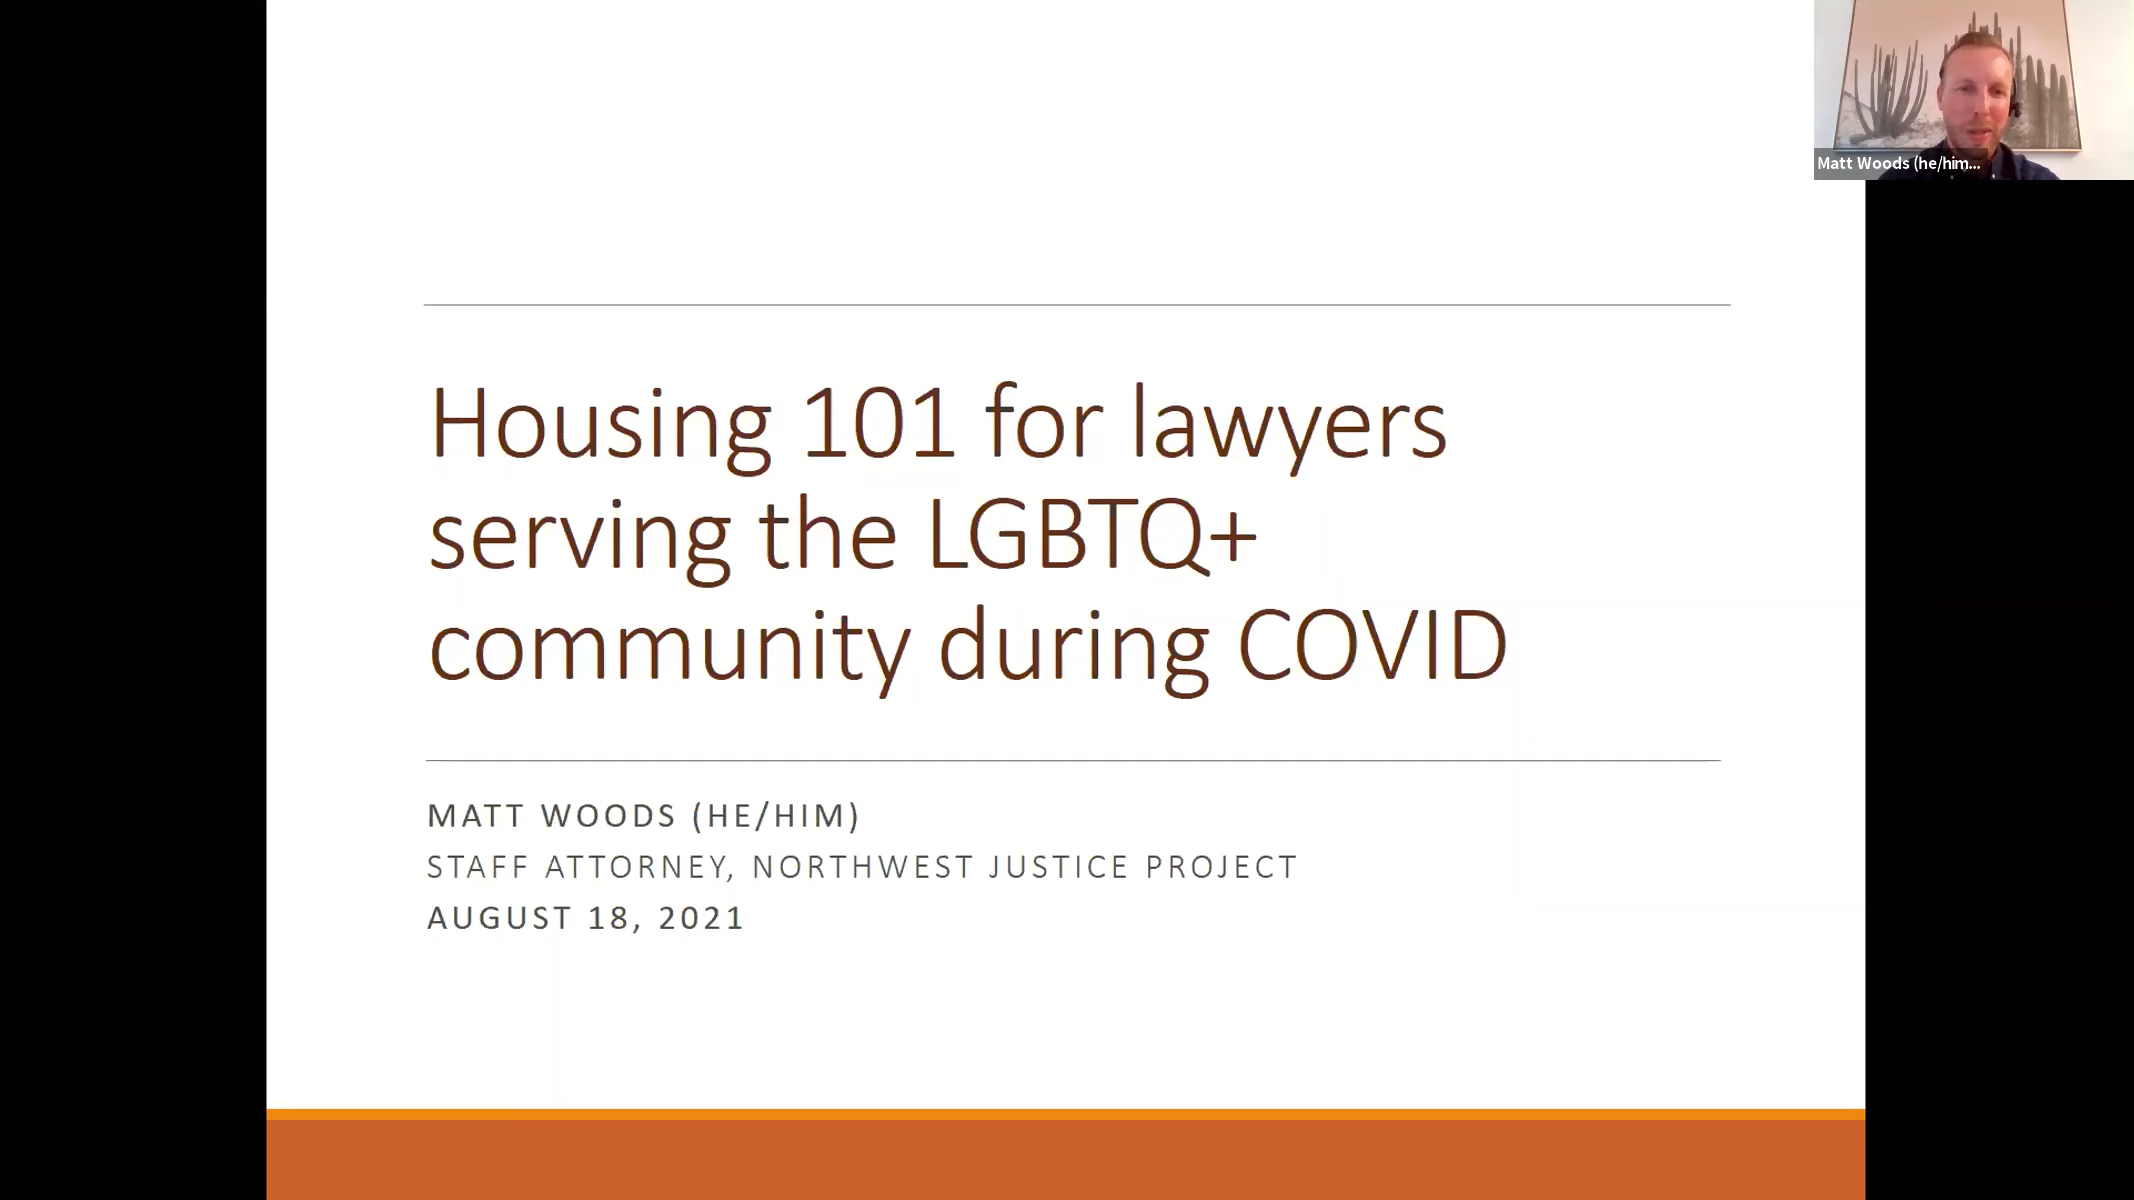 Housing 101 for lawyers
serving the LGBTQ+
community during COVID
MATT WOODS (HE/HIM)
STAFF ATTORNEY, NORTHWEST JUSTICE PROJECT
AUGUST 18, 2021
Matt Woods (he/him...